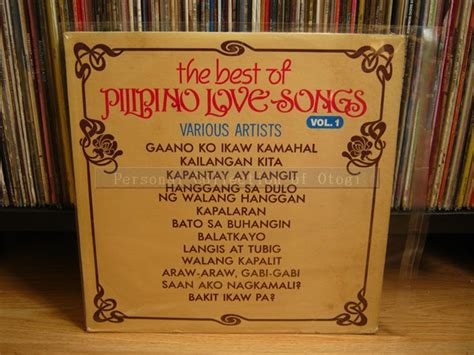 the best of
PILIPINO LOVE-SONGS
VOL. 1
VARIOUS ARTISTS
GAANO KO IKAW KAMAHAL
KAILANGAN KITA
KAPANTAY AY LANGIT
HANGGANG SA DULO
NG WALANG HANGGAN
KAPALARAN
BATO SA BUHANGIN
BALATKAYO
LANGIS AT TUBIG
WALANG KAPALIT
ARAW-ARAW, GABI-GABI
SAAN AKO NAGKAMALI?
BAKIT IKAW PA?